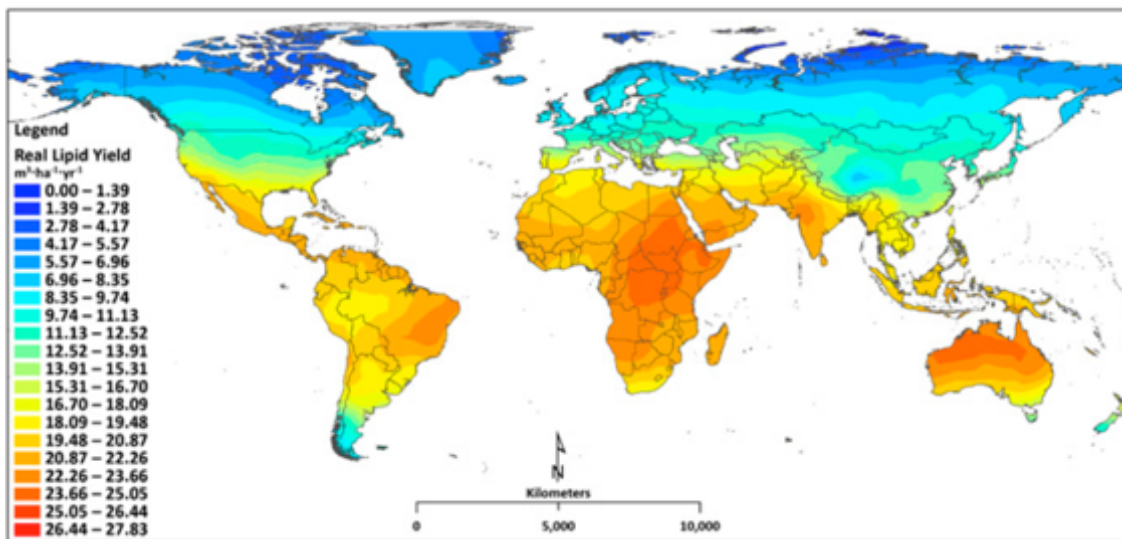 Legend
Real Lipid Yield
m³·ha⁻¹·yr⁻¹
0.00 – 1.39
1.39 – 2.78
2.78 – 4.17
4.17 – 5.57
5.57 – 6.96
6.96 – 8.35
8.35 – 9.74
9.74 – 11.13
11.13 – 12.52
12.52 – 13.91
13.91 – 15.31
15.31 – 16.70
16.70 – 18.09
18.09 – 19.48
19.48 – 20.87
20.87 – 22.26
22.26 – 23.66
23.66 – 25.05
25.05 – 26.44
26.44 – 27.83
N
Kilometers
0 5,000 10,000